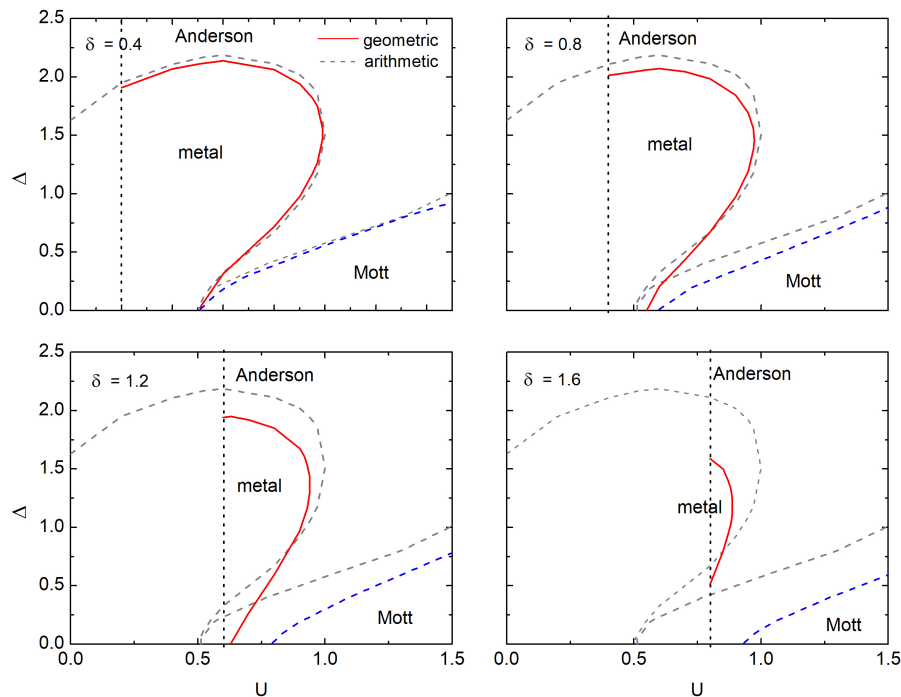 2.5
2.0
1.5
1.0
0.5
0.0
Δ
δ = 0.4
Anderson
geometric
arithmetic
metal
Mott
δ = 0.8
Anderson
metal
Mott
2.5
2.0
1.5
1.0
0.5
0.0
Δ
δ = 1.2
Anderson
metal
Mott
0.0
0.5
1.0
1.5
U
δ = 1.6
Anderson
metal
Mott
0.0
0.5
1.0
1.5
U